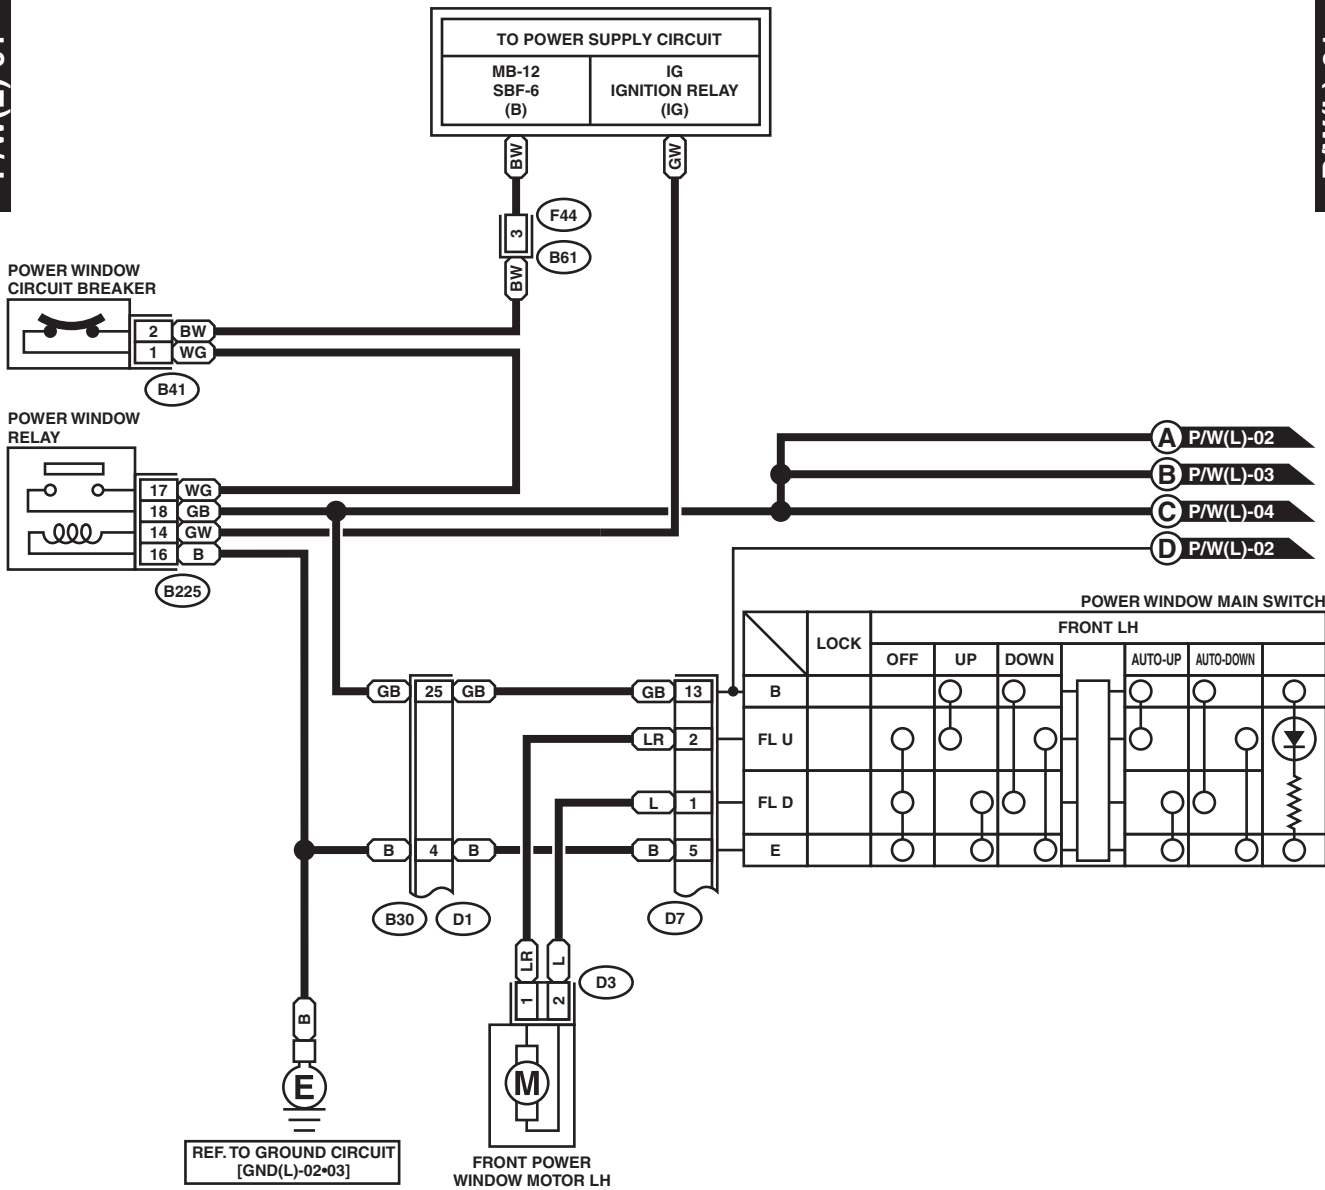 TO POWER SUPPLY CIRCUIT
MB-12
SBF-6
(B)
IG
IGNITION RELAY
(IG)
BW
GW
3
F44
B61
BW
POWER WINDOW
CIRCUIT BREAKER
2 BW
1 WG
B41
POWER WINDOW
RELAY
17 WG
18 GB
14 GW
16 B
B225
A P/W(L)-02
B P/W(L)-03
C P/W(L)-04
D P/W(L)-02
POWER WINDOW MAIN SWITCH
LOCK
FRONT LH
OFF UP DOWN AUTO-UP AUTO-DOWN
GB 25 GB GB 13 B
LR 2 FL U
L 1 FL D
B 4 B B 5 E
B30 D1 D7
LR L
1 2
D3
B
E
M
REF. TO GROUND CIRCUIT
[GND(L)-02•03]
FRONT POWER
WINDOW MOTOR LH